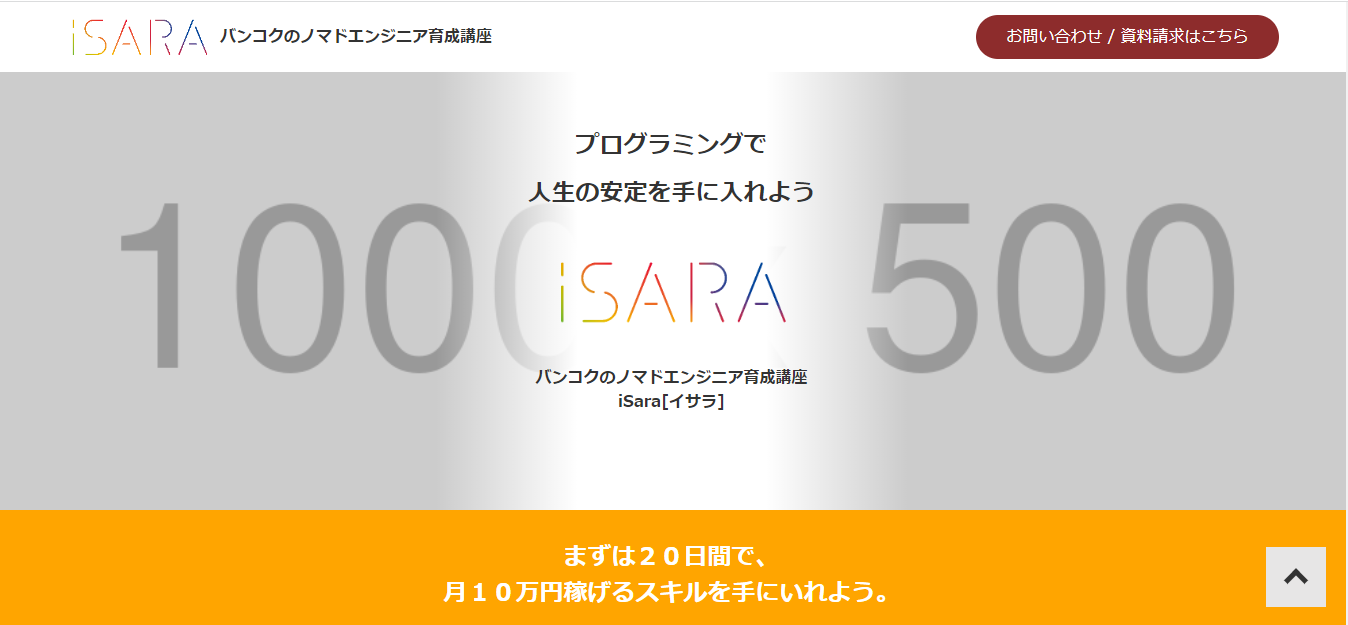 iSARA バンコクのノマドエンジニア育成講座
お問い合わせ / 資料請求はこちら
プログラミングで
人生の安定を手に入れよう
1000
500
iSARA
バンコクのノマドエンジニア育成講座
iSara[イサラ]
まずは２０日間で、
月１０万円稼げるスキルを手にいれよう。